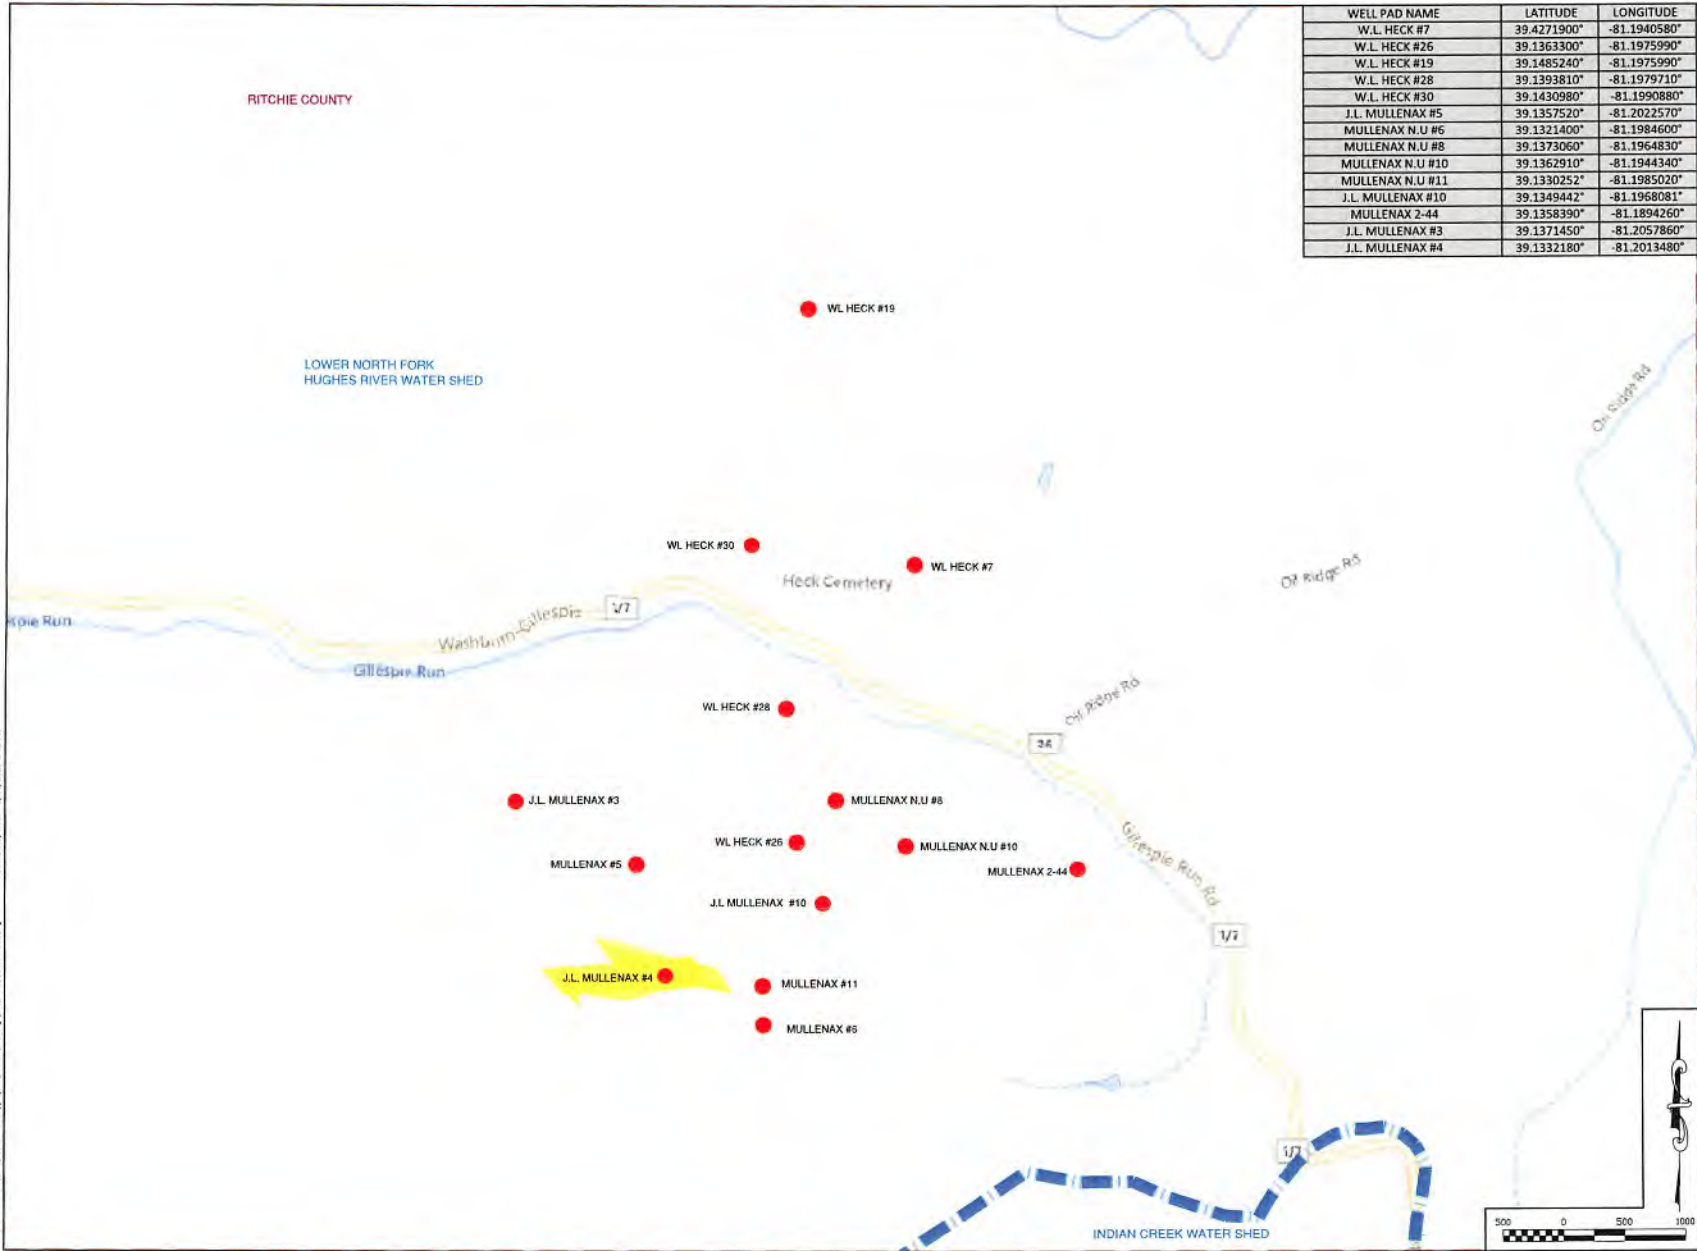 WELL PAD NAME LATITUDE LONGITUDE
W.L. HECK #7 39.4271900° -81.1940580°
W.L. HECK #26 39.1363300° -81.1975990°
W.L. HECK #19 39.1485240° -81.1975990°
W.L. HECK #28 39.1393810° -81.1979710°
W.L. HECK #30 39.1430980° -81.1990880°
J.L. MULLENAX #5 39.1357520° -81.2022570°
MULLENAX N.U #6 39.1321400° -81.1984600°
MULLENAX N.U #8 39.1373060° -81.1964830°
MULLENAX N.U #10 39.1362910° -81.1944340°
MULLENAX N.U #11 39.1330252° -81.1985020°
J.L. MULLENAX #10 39.1349442° -81.1968081°
MULLENAX 2-44 39.1358390° -81.1894260°
J.L. MULLENAX #3 39.1371450° -81.2057860°
J.L. MULLENAX #4 39.1332180° -81.2013480°
RITCHIE COUNTY
WL HECK #19
LOWER NORTH FORK
HUGHES RIVER WATER SHED
Oil Ridge Rd
WL HECK #30
WL HECK #7
Heck Cemetery
Oil Ridge Rd
1/7
spie Run
Washburn-Gillespie
Gillespie Run
Oil Ridge Rd
WL HECK #28
J.L. MULLENAX #3
MULLENAX N.U #8
WL HECK #26
MULLENAX N.U #10
MULLENAX #5
MULLENAX 2-44
Gillespie Run Rd
J.L MULLENAX #10
1/7
J.L. MULLENAX #4
MULLENAX #11
MULLENAX #6
1/7
INDIAN CREEK WATER SHED
500 0 500 1000